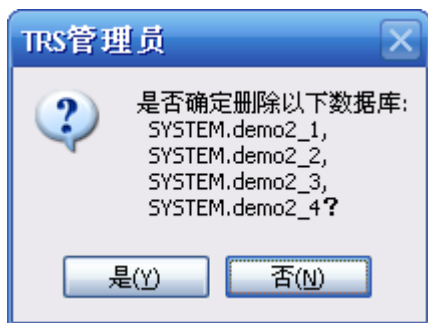 TRS管理员
是否确定删除以下数据库:
SYSTEM.demo2_1,
SYSTEM.demo2_2,
SYSTEM.demo2_3,
SYSTEM.demo2_4?
是(Y)
否(N)